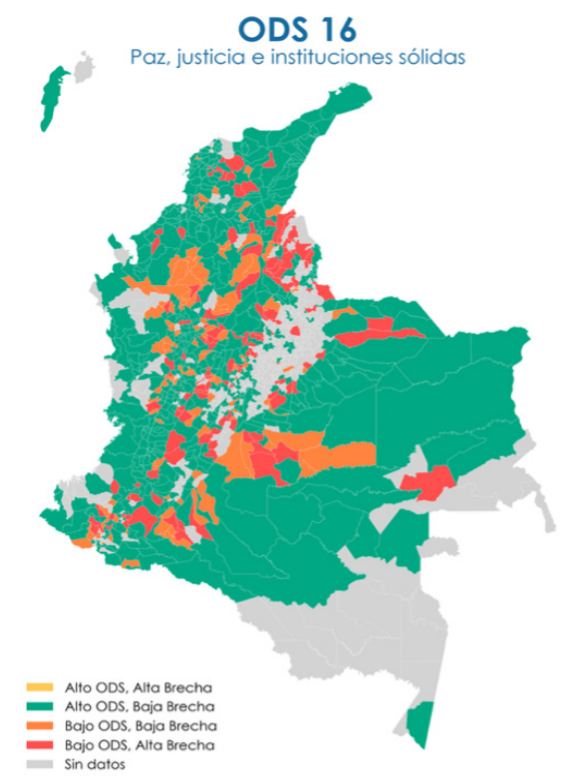 ODS 16
Paz, justicia e instituciones sólidas
Alto ODS, Alta Brecha
Alto ODS, Baja Brecha
Bajo ODS, Baja Brecha
Bajo ODS, Alta Brecha
Sin datos